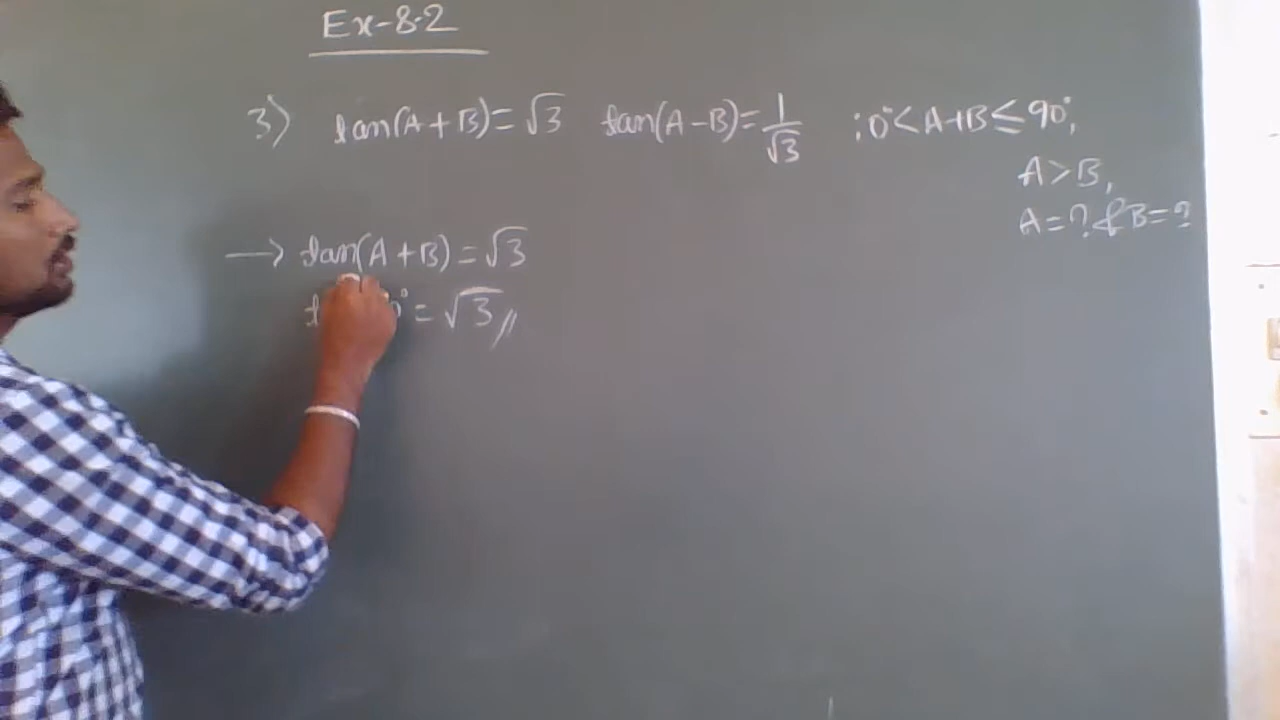 Ex-8.2
3) tan(A+B)=√3 tan(A-B)=1/√3 ;0°<A+B≤90°,
A>B,
A=? & B=?
→ tan(A+B)=√3
= √3 //